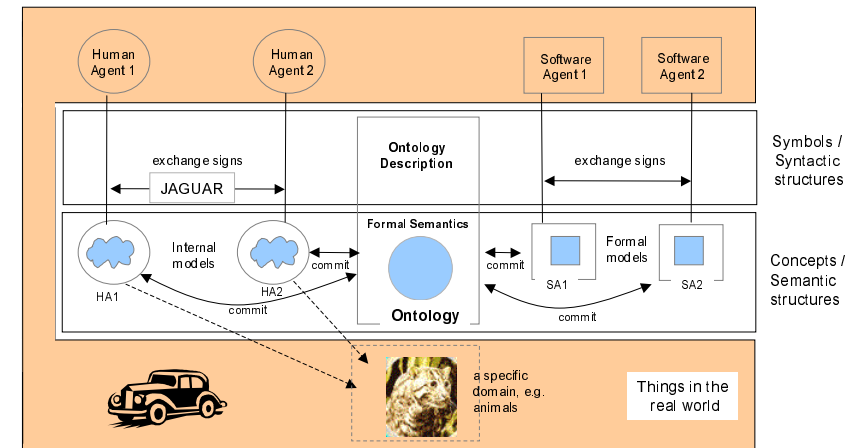 Human
Agent 1
Human
Agent 2
Software
Agent 1
Software
Agent 2
Ontology
Description
exchange signs
JAGUAR
exchange signs
Symbols /
Syntactic
structures
Formal Semantics
Internal
models
commit
commit
Formal
models
HA1
HA2
SA1
SA2
commit
Ontology
commit
Concepts /
Semantic
structures
a specific
domain, e.g.
animals
Things in the
real world